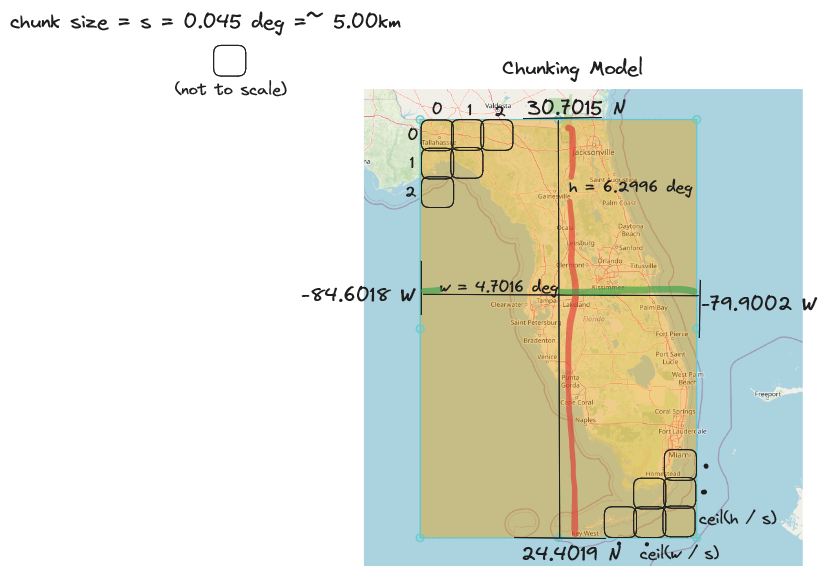 chunk size = s = 0.045 deg =~ 5.00km
(not to scale)
Chunking Model
0 1 2
Valdosta
30.7015 N
0
Tallahassee
Jacksonville
1
Saint Augustine
h = 6.2996 deg
2
Gainesville
Palm Coast
Ocala
Daytona Beach
Leesburg
Sanford
Clermont
Orlando
Titusville
w = 4.7016 deg
Kissimmee
-84.6018 W
-79.9002 W
Clearwater
Tampa
Lakeland
Palm Bay
Saint Petersburg
Florida
Fort Pierce
Bradenton
Venice
Port Saint Lucie
Punta Gorda
West Palm Beach
Freeport
Cape Coral
Coral Springs
Naples
Fort Lauderdale
Miami
Homestead
ceil(h / s)
Key West
24.4019 N
ceil(w / s)